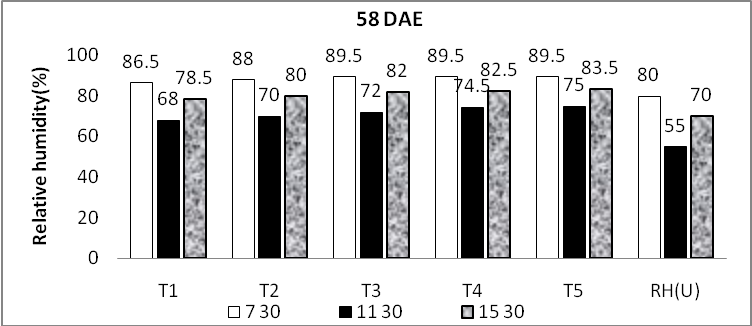 58 DAE
Relative humidity(%)
100
80
60
40
20
0
86.5 68 78.5
88 70 80
89.5 72 82
89.5 74.5 82.5
89.5 75 83.5
80 55 70
T1 T2 T3 T4 T5 RH(U)
7 30 11 30 15 30